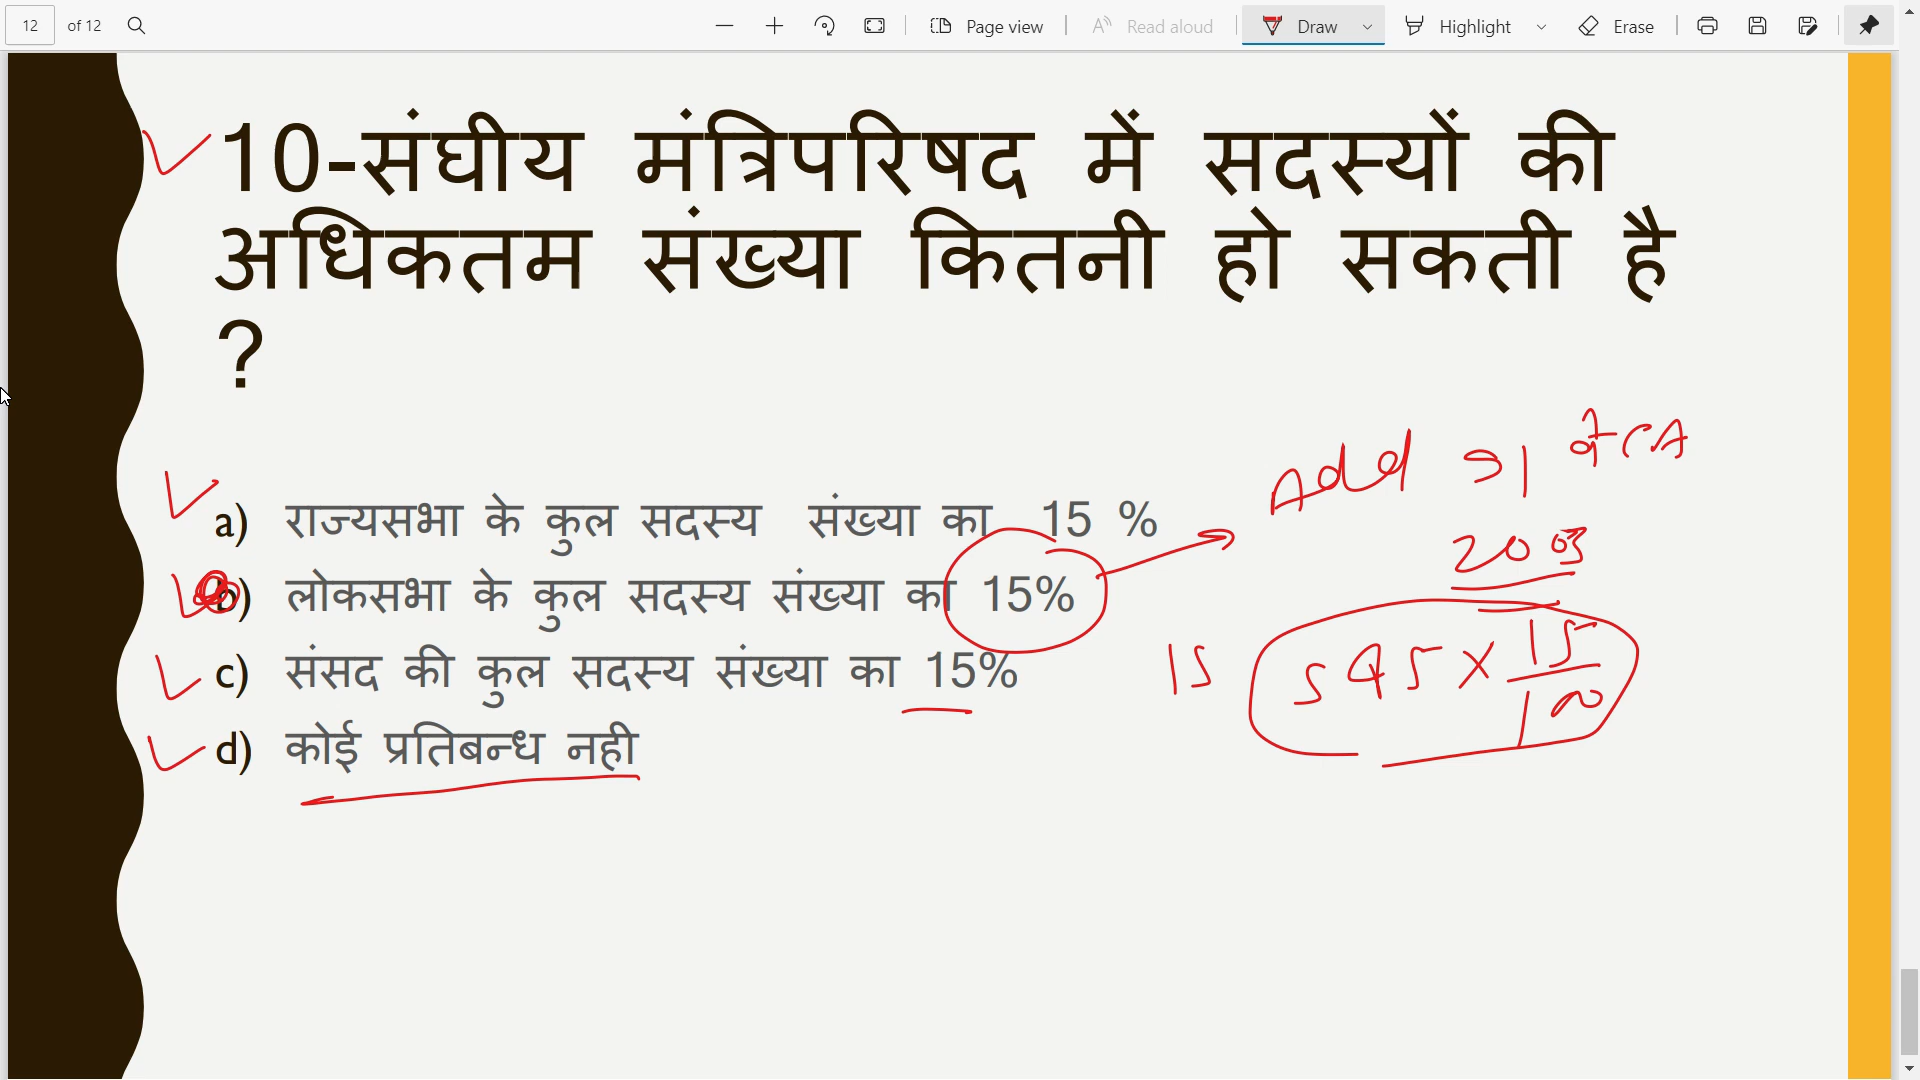 12 of 12 Page view Read aloud Draw Highlight Erase
10-संघीय मंत्रिपरिषद में सदस्यों की
अधिकतम संख्या कितनी हो सकती है
?
a) राज्यसभा के कुल सदस्य संख्या का 15 %
b) लोकसभा के कुल सदस्य संख्या का 15%
c) संसद की कुल सदस्य संख्या का 15%
d) कोई प्रतिबन्ध नही
Add 91 CA
2003
15 545 × 15
100